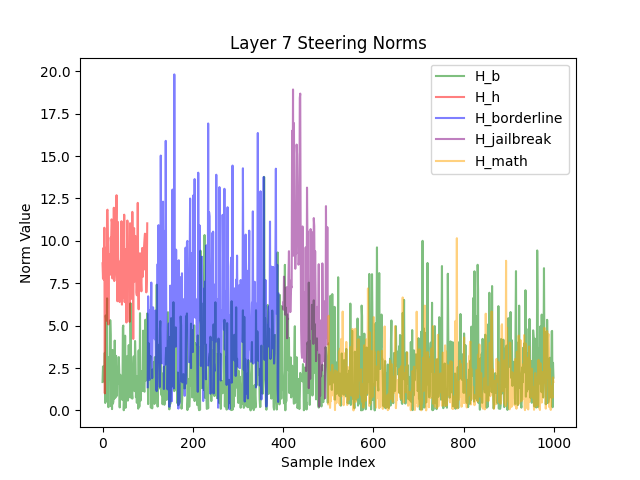 Layer 7 Steering Norms
20.0
17.5
15.0
12.5
10.0
7.5
5.0
2.5
0.0
Norm Value
H_b
H_h
H_borderline
H_jailbreak
H_math
0
200
400
600
800
1000
Sample Index